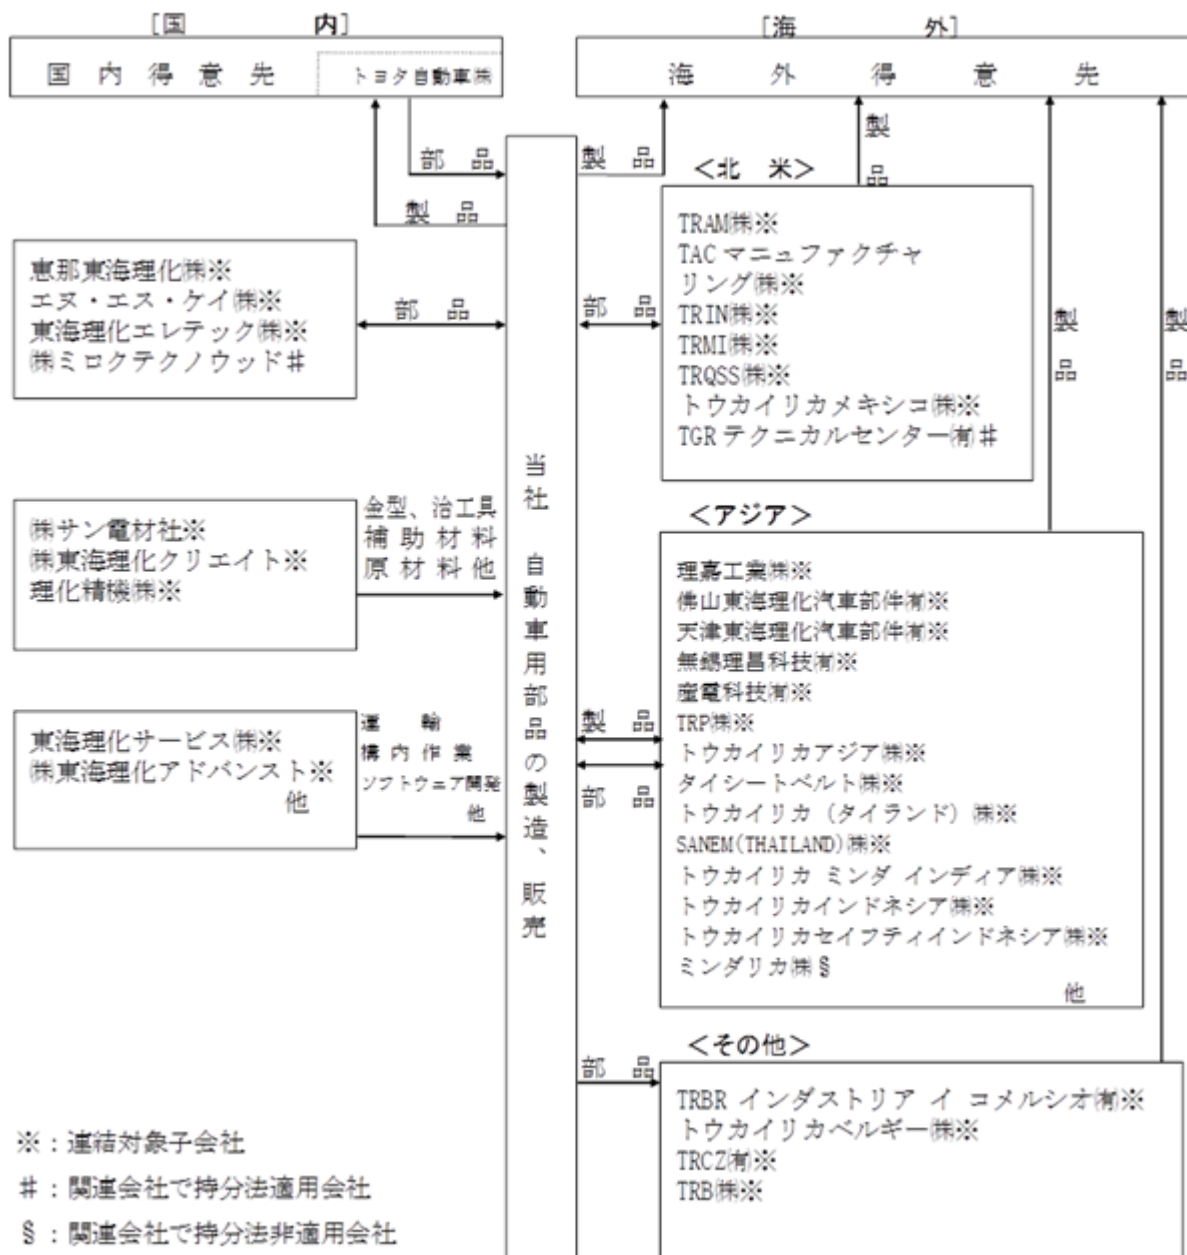 [国　　　内]
国 内 得 意 先
トヨタ自動車㈱
部 品
製 品
恵那東海理化㈱※
エヌ・エス・ケイ㈱※
東海理化エレテック㈱※
㈱ミロクテクノウッド＃
部 品
㈱サン電材社※
㈱東海理化クリエイト※
理化精機㈱※
金型、治工具
補助材料
原材料他
東海理化サービス㈱※
㈱東海理化アドバンスト※
他
運 輸
構内作業
ソフトウェア開発
他
当社 自動車用部品の製造、販売
[海　　　外]
海 外 得 意 先
製 品
製 品
＜北 米＞
TRAM㈱※
TACマニュファクチャ
リング㈱※
TRIN㈱※
TRMI㈱※
TRQSS㈱※
トウカイリカメキシコ㈱※
TGRテクニカルセンター㈲＃
部 品
製 品
製 品
＜アジア＞
理嘉工業㈱※
佛山東海理化汽車部件㈲※
天津東海理化汽車部件㈲※
無錫理昌科技㈲※
産電科技㈲※
TRP㈱※
トウカイリカアジア㈱※
タイシートベルト㈱※
トウカイリカ（タイランド）㈱※
SANEM(THAILAND)㈱※
トウカイリカ ミンダ インディア㈱※
トウカイリカインドネシア㈱※
トウカイリカセイフティインドネシア㈱※
ミンダリカ㈱§
他
製 品
部 品
＜その他＞
部 品
TRBR インダストリア イ コメルシオ㈲※
トウカイリカベルギー㈱※
TRCZ㈲※
TRB㈱※
※：連結対象子会社
＃：関連会社で持分法適用会社
§：関連会社で持分法非適用会社